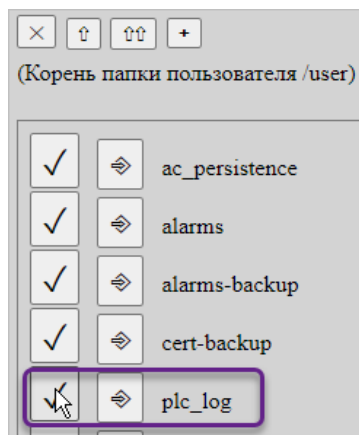 (Корень папки пользователя /user)
ac_persistence
alarms
alarms-backup
cert-backup
plc_log